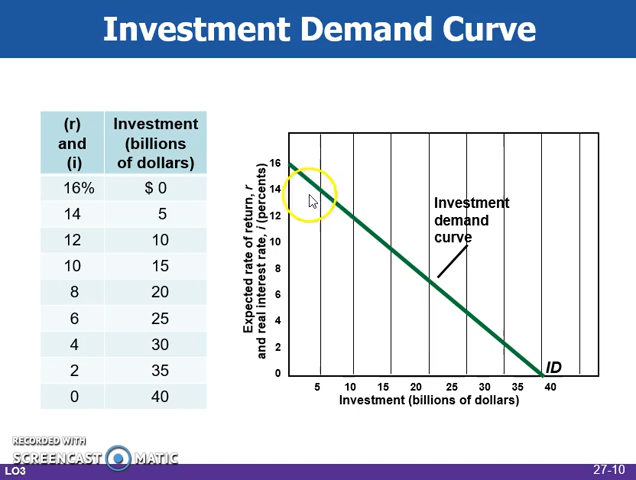 Investment Demand Curve
(r) Investment
and (billions
(i) of dollars)
16% $ 0
14 5
12 10
10 15
8 20
6 25
4 30
2 35
0 40
Expected rate of return, r
and real interest rate, i (percents)
16
14
12
10
8
6
4
2
0
Investment
demand
curve
ID
5 10 15 20 25 30 35 40
Investment (billions of dollars)
RECORDED WITH
SCREENCAST MATIC
LO3
27-10